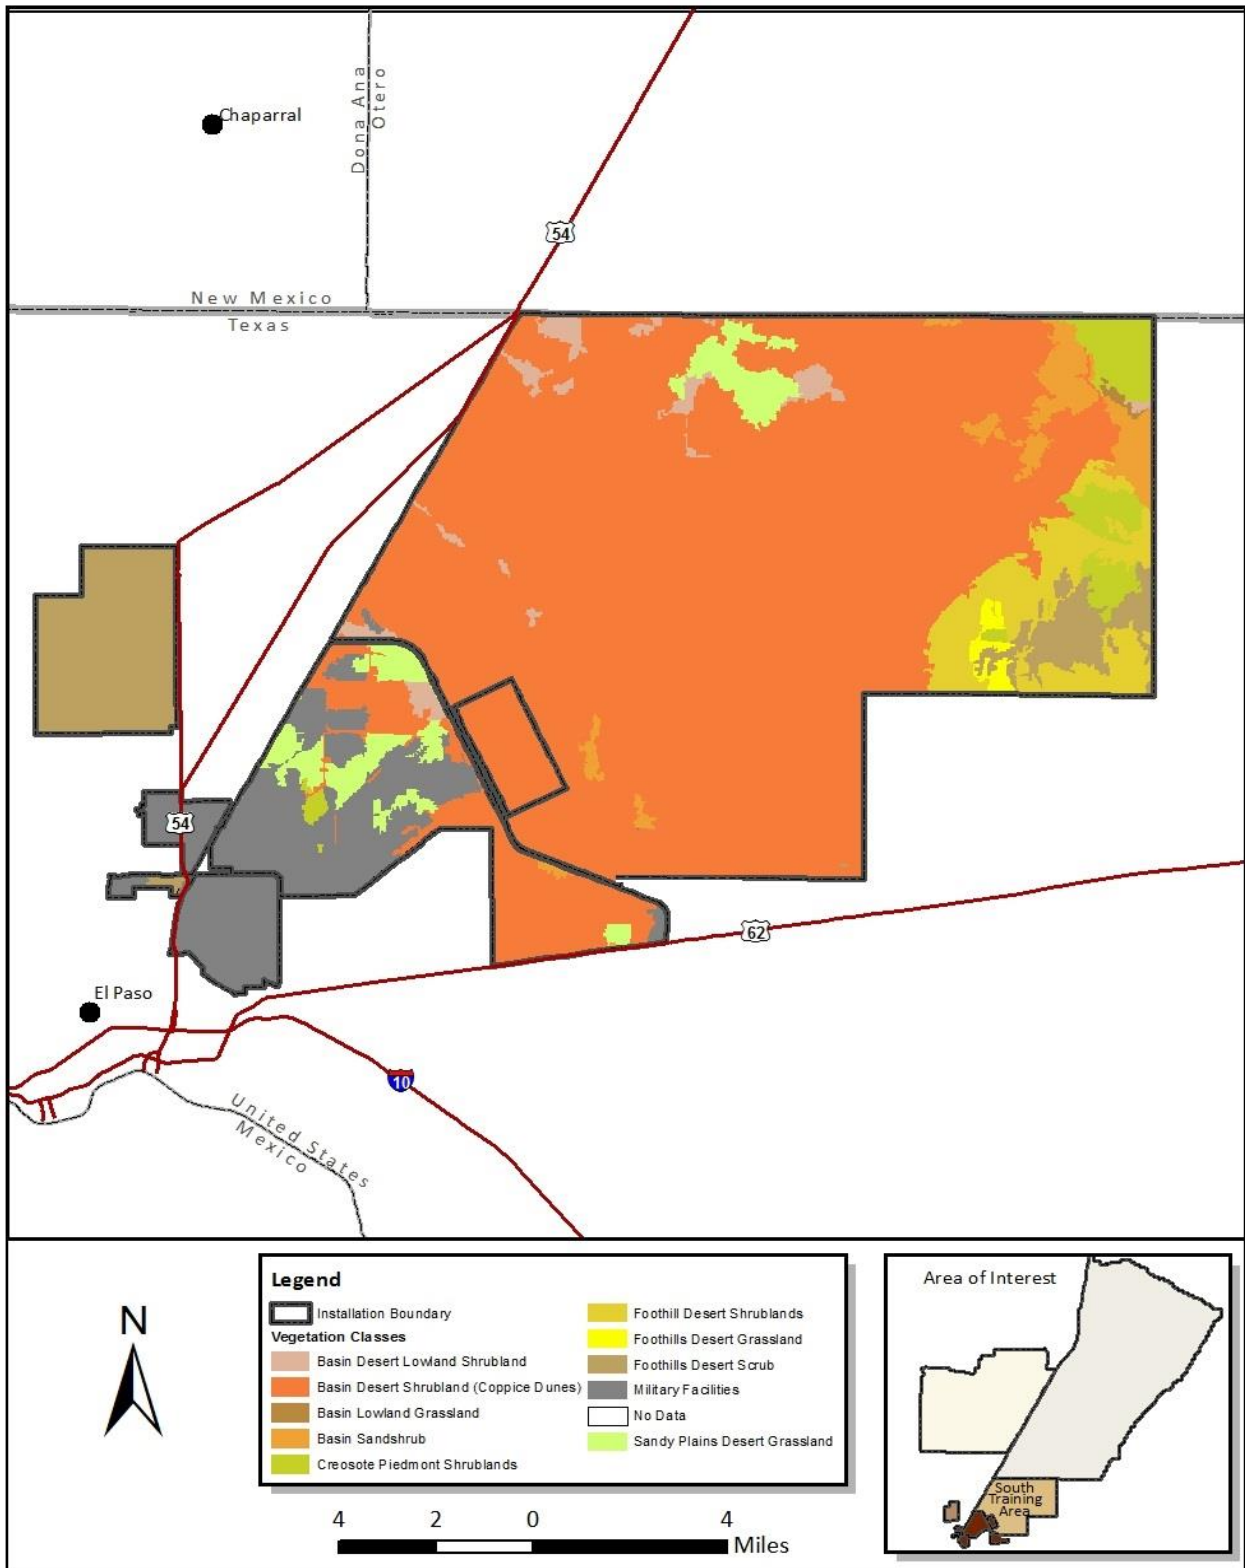 Chaparral
Dona Ana
Otero
54
New Mexico
Texas
54
62
El Paso
10
United States
Mexico
N
Legend
Installation Boundary
Vegetation Classes
Basin Desert Lowland Shrubland
Basin Desert Shrubland (Coppice Dunes)
Basin Lowland Grassland
Basin Sandshrub
Creosote Piedmont Shrublands
Foothill Desert Shrublands
Foothills Desert Grassland
Foothills Desert Scrub
Military Facilities
No Data
Sandy Plains Desert Grassland
4 2 0 4
Miles
Area of Interest
South
Training
Area